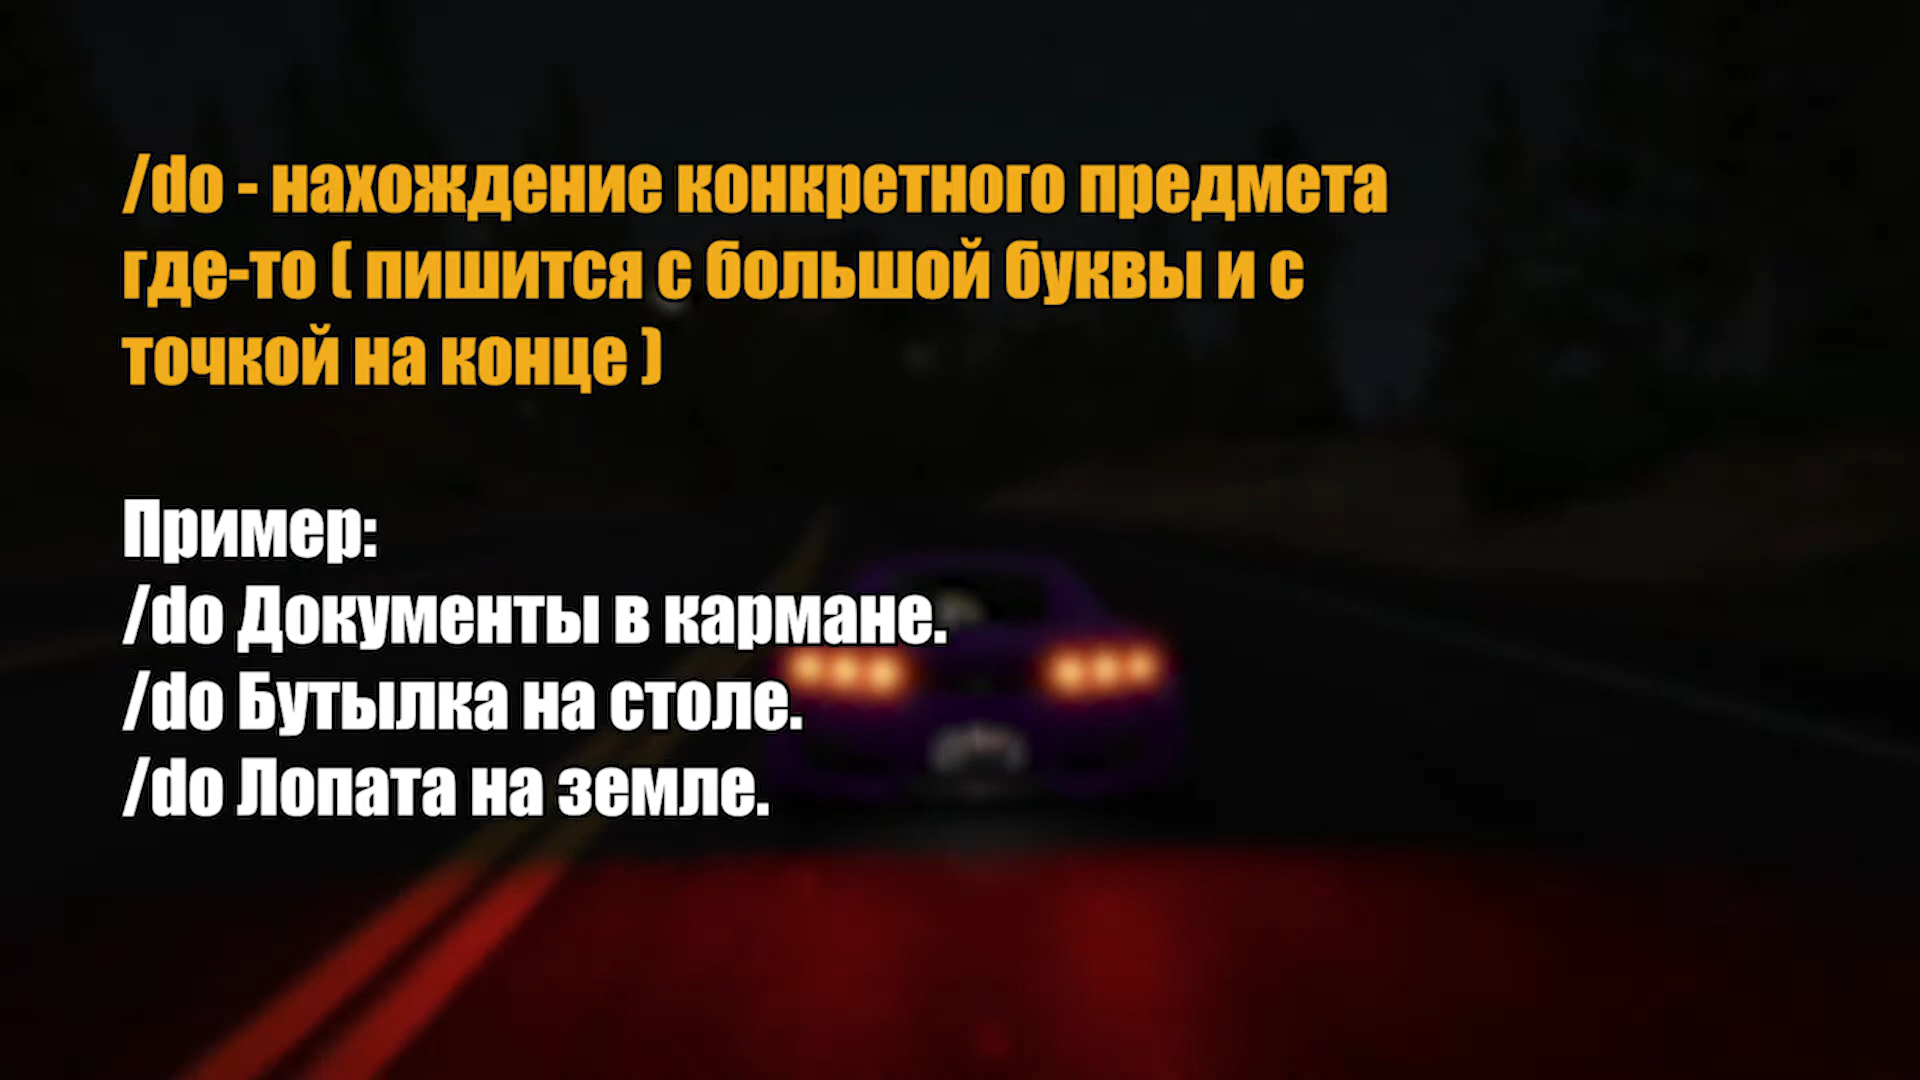 /do - нахождение конкретного предмета
где-то ( пишится с большой буквы и с
точкой на конце )
Пример:
/do Документы в кармане.
/do Бутылка на столе.
/do Лопата на земле.